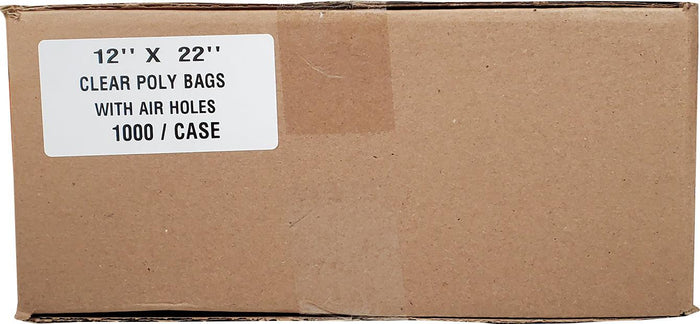 12'' X 22''
CLEAR POLY BAGS
WITH AIR HOLES
1000 / CASE